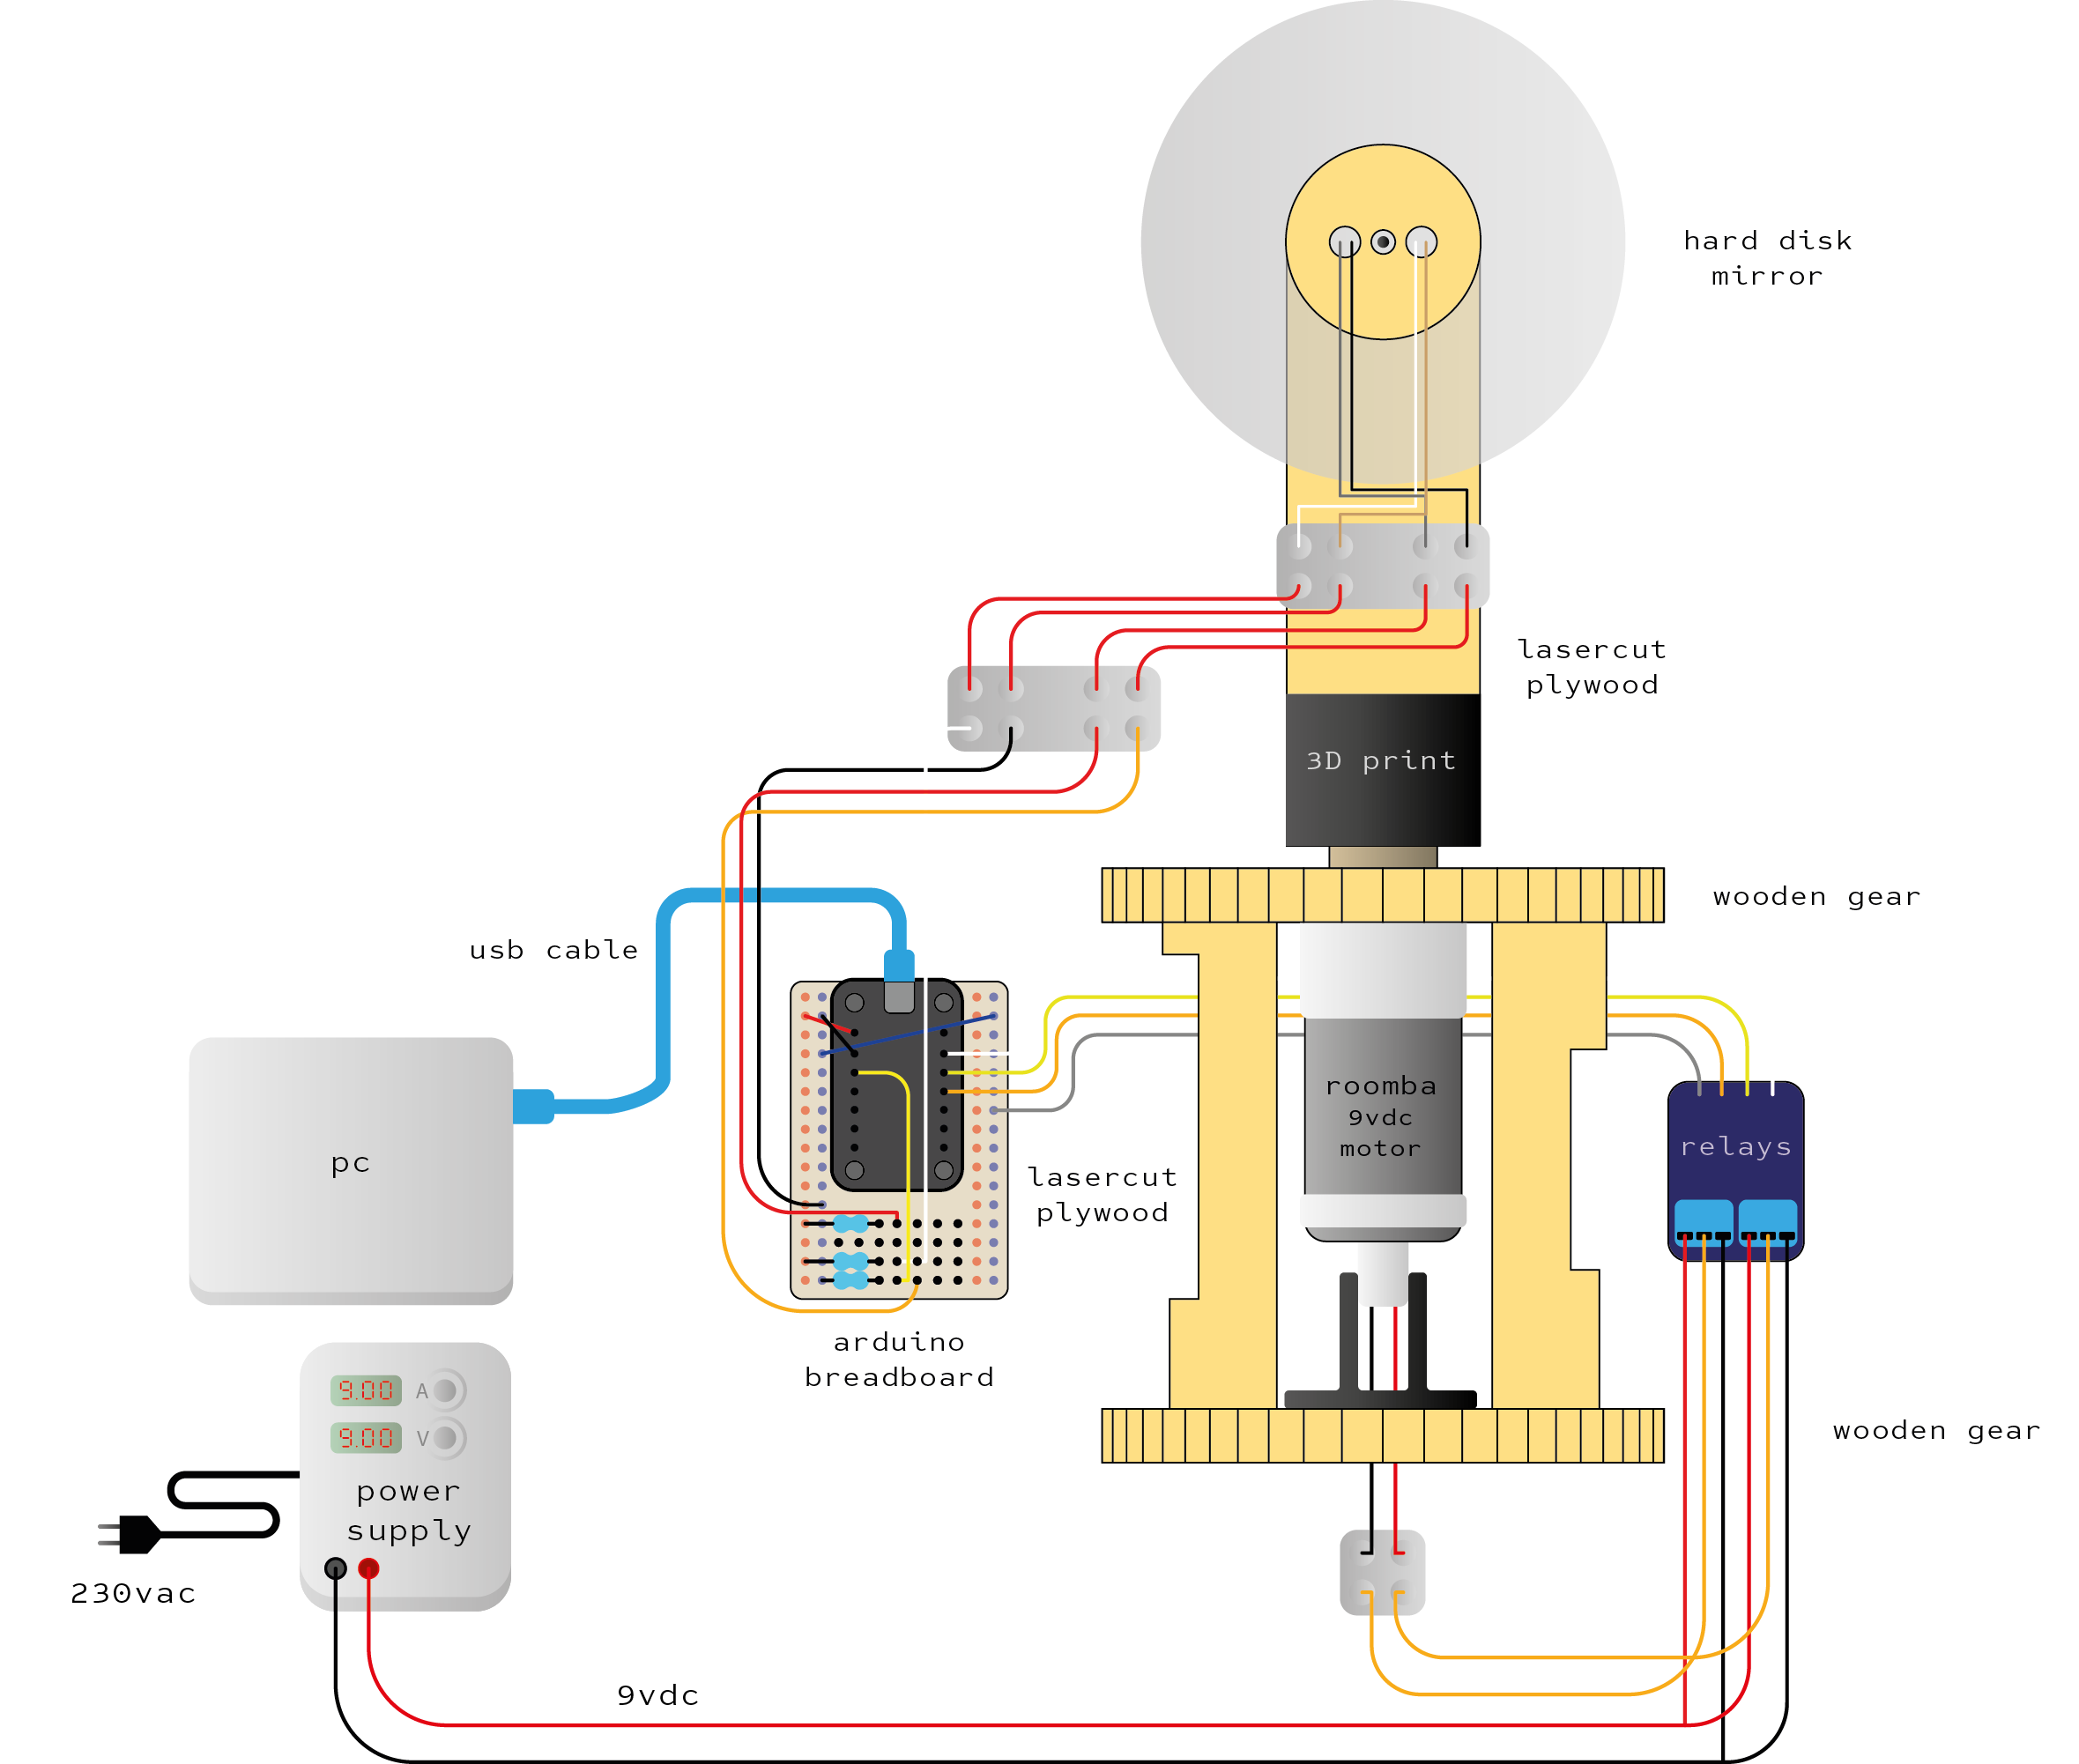 hard disk
mirror
lasercut
plywood
3D print
wooden gear
usb cable
roomba
9vdc
motor
relays
pc
lasercut
plywood
arduino
breadboard
9.00 A
9.00 V
power
supply
wooden gear
230vac
9vdc